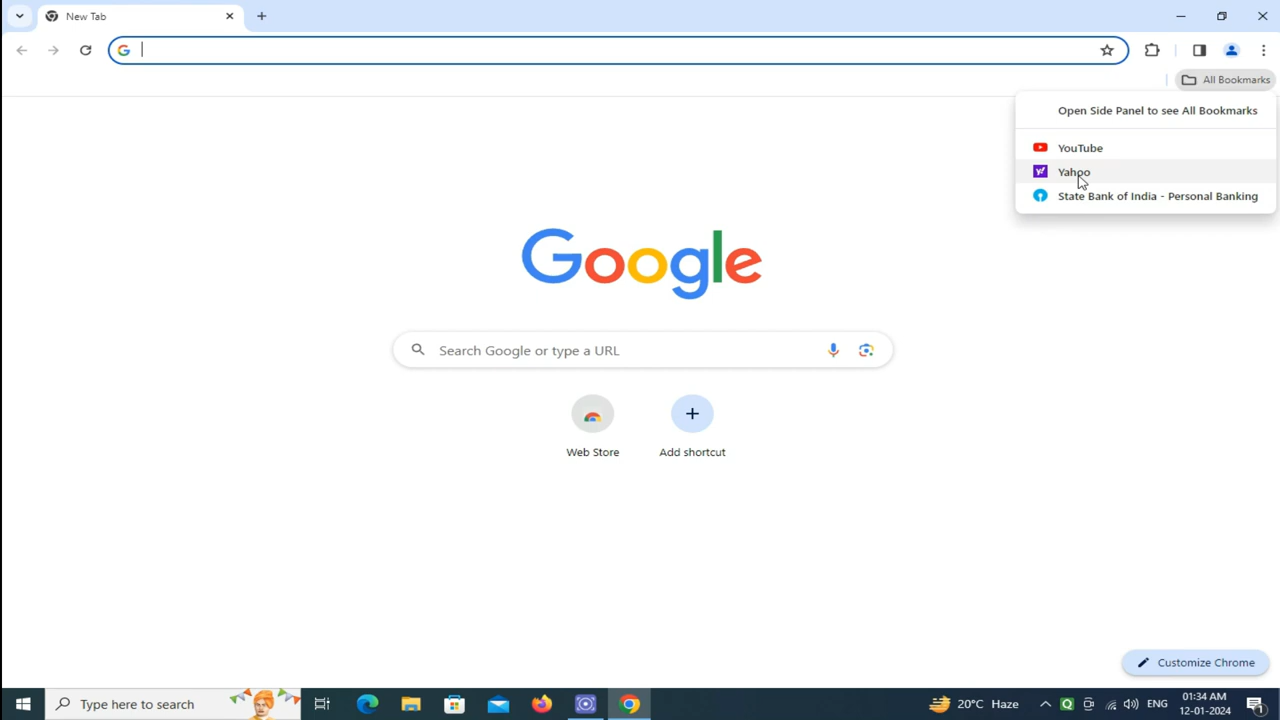 New Tab
All Bookmarks
Open Side Panel to see All Bookmarks
YouTube
Yahoo
State Bank of India - Personal Banking
Google
Search Google or type a URL
Web Store
Add shortcut
Customize Chrome
Type here to search
20°C Haze
ENG
01:34 AM
12-01-2024
1